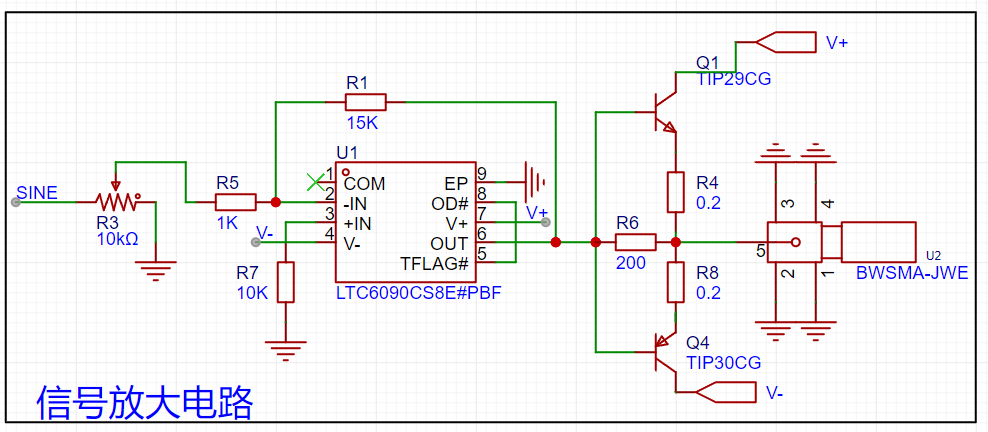 Q1
TIP29CG
V+
R1
15K
U1
1
COM
2
-IN
3
+IN
4
V-
EP
9
OD#
8
V+
7
OUT
6
TFLAG#
5
LTC6090CS8E#PBF
SINE
R3
10kΩ
R5
1K
V-
R7
10K
V+
R6
200
R4
0.2
R8
0.2
3
4
5
2
1
U2
BWSMA-JWE
Q4
TIP30CG
V-
信号放大电路